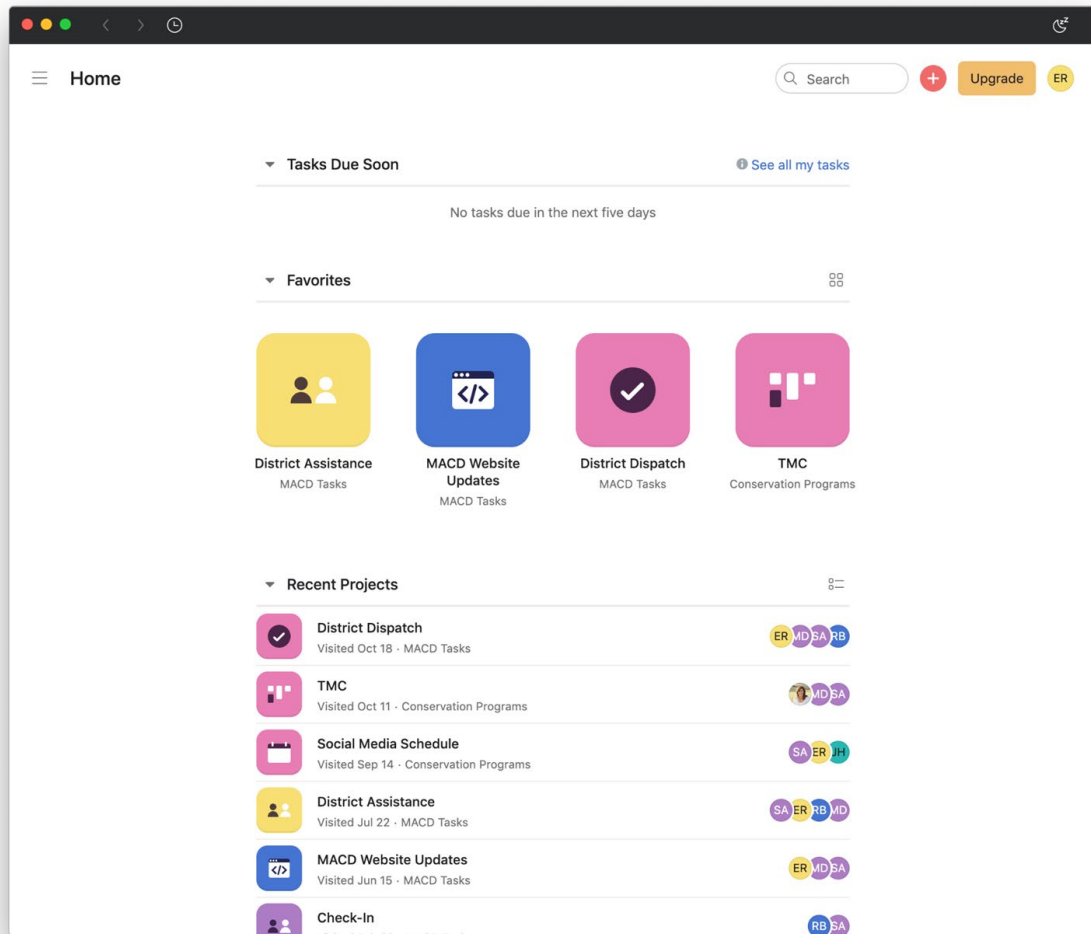 Home
Search
Upgrade
ER
Tasks Due Soon
See all my tasks
No tasks due in the next five days
Favorites
District Assistance
MACD Tasks
MACD Website
Updates
MACD Tasks
District Dispatch
MACD Tasks
TMC
Conservation Programs
Recent Projects
District Dispatch
Visited Oct 18 · MACD Tasks
ER MD SA RB
TMC
Visited Oct 11 · Conservation Programs
MD SA
Social Media Schedule
Visited Sep 14 · Conservation Programs
SA ER JH
District Assistance
Visited Jul 22 · MACD Tasks
SA ER RB MD
MACD Website Updates
Visited Jun 15 · MACD Tasks
ER MD SA
Check-In
RB SA